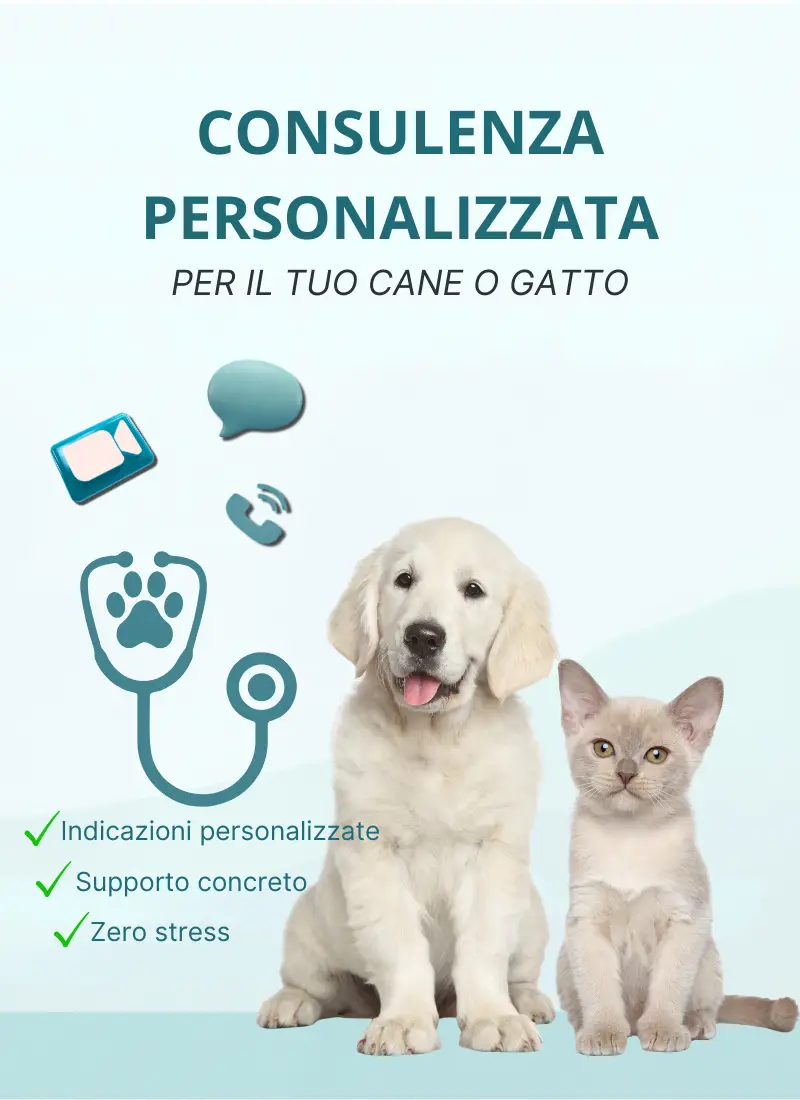 CONSULENZA
PERSONALIZZATA
PER IL TUO CANE O GATTO
Indicazioni personalizzate
Supporto concreto
Zero stress